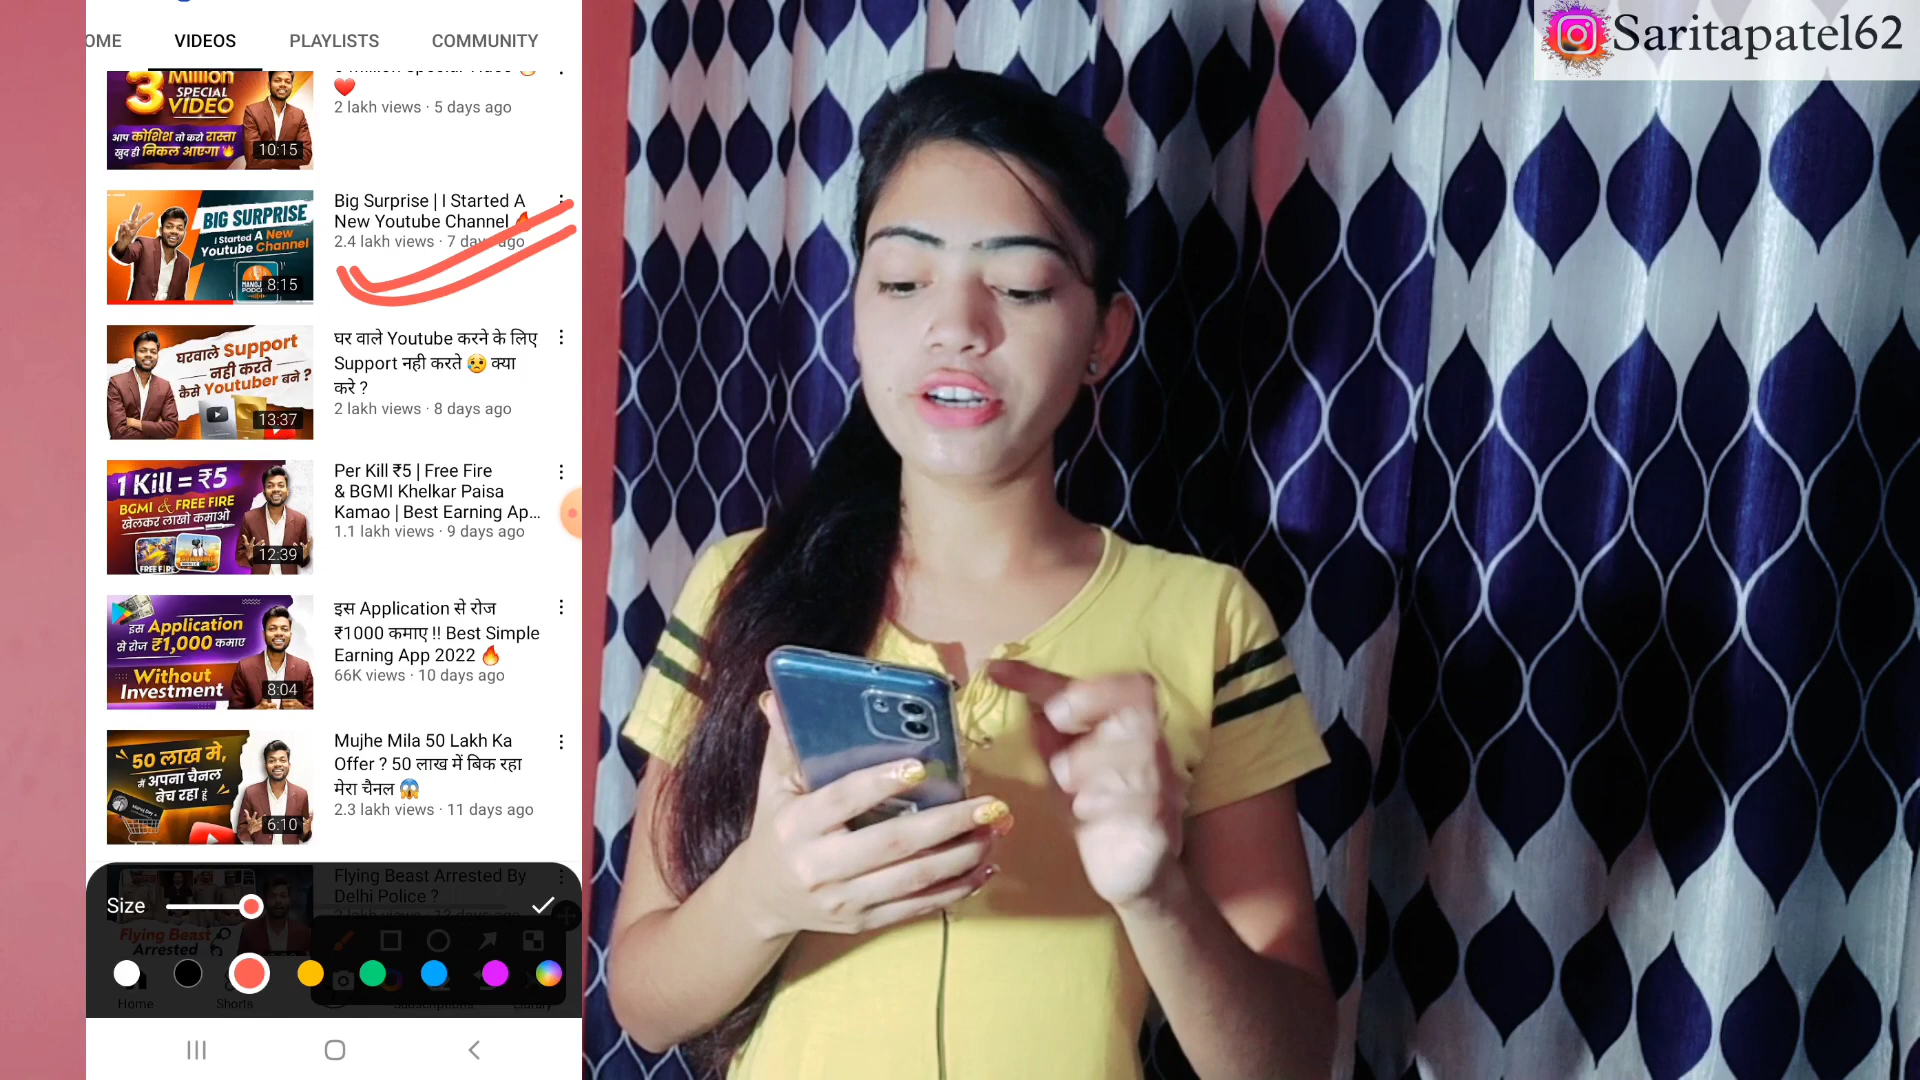 Saritapatel62
OME VIDEOS PLAYLISTS COMMUNITY
3 Million
SPECIAL
VIDEO
आप कोशिश तो करो रास्ता
खुद ही निकल आएगा
10:15
2 lakh views · 5 days ago
BIG SURPRISE
I Started A New
Youtube Channel
8:15
Big Surprise | I Started A
New Youtube Channel 🔥
2.4 lakh views · 7 days ago
घरवाले Support
नही करते
कैसे Youtuber बने ?
13:37
घर वाले Youtube करने के लिए
Support नही करते 😥 क्या
करे ?
2 lakh views · 8 days ago
1 Kill = ₹5
BGMI & FREE FIRE
खेलकर लाखो कमाओ
FREE FIRE
12:39
Per Kill ₹5 | Free Fire
& BGMI Khelkar Paisa
Kamao | Best Earning Ap...
1.1 lakh views · 9 days ago
इस Application
से रोज ₹1,000 कमाए
Without
Investment
8:04
इस Application से रोज
₹1000 कमाए !! Best Simple
Earning App 2022 🔥
66K views · 10 days ago
50 लाख मे,
में अपना चैनल
बेच रहा हूं
6:10
Mujhe Mila 50 Lakh Ka
Offer ? 50 लाख में बिक रहा
मेरा चैनल 😱
2.3 lakh views · 11 days ago
Flying Beast
Arrested
Flying Beast Arrested By
Delhi Police ?
Size
Home
Shorts